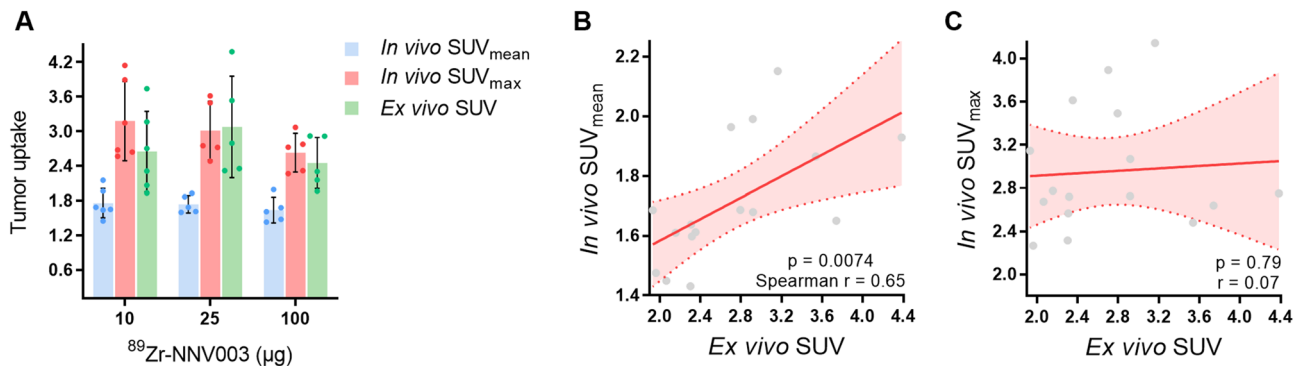 A
4.2
3.6
3.0
2.4
1.8
1.2
0.6
Tumor uptake
10
25
100
⁸⁹Zr-NNV003 (µg)
In vivo SUVmean
In vivo SUVmax
Ex vivo SUV
B
2.2
2.0
1.8
1.6
1.4
In vivo SUVmean
p = 0.0074
Spearman r = 0.65
2.0 2.4 2.8 3.2 3.6 4.0 4.4
Ex vivo SUV
C
4.0
3.6
3.2
2.8
2.4
2.0
In vivo SUVmax
p = 0.79
r = 0.07
2.0 2.4 2.8 3.2 3.6 4.0 4.4
Ex vivo SUV